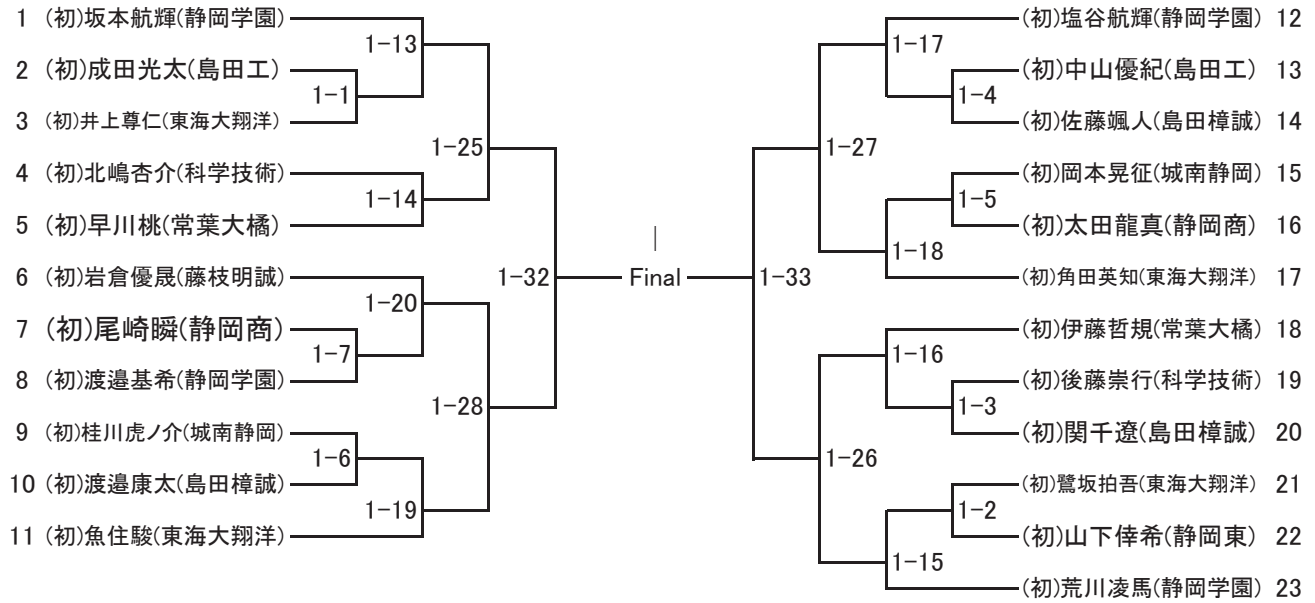 1 (初)坂本航輝(静岡学園)
2 (初)成田光太(島田工)
3 (初)井上尊仁(東海大翔洋)
4 (初)北嶋杏介(科学技術)
5 (初)早川桃(常葉大橘)
6 (初)岩倉優晟(藤枝明誠)
7 (初)尾崎瞬(静岡商)
8 (初)渡邉基希(静岡学園)
9 (初)桂川虎ノ介(城南静岡)
10 (初)渡邉康太(島田樟誠)
11 (初)魚住駿(東海大翔洋)
1-13
1-1
1-25
1-14
1-20
1-7
1-28
1-6
1-19
1-32
Final
1-33
1-17
1-4
1-27
1-5
1-18
1-16
1-3
1-26
1-2
1-15
(初)塩谷航輝(静岡学園) 12
(初)中山優紀(島田工) 13
(初)佐藤颯人(島田樟誠) 14
(初)岡本晃征(城南静岡) 15
(初)太田龍真(静岡商) 16
(初)角田英知(東海大翔洋) 17
(初)伊藤哲規(常葉大橘) 18
(初)後藤崇行(科学技術) 19
(初)関千遼(島田樟誠) 20
(初)鷺坂拍吾(東海大翔洋) 21
(初)山下倖希(静岡東) 22
(初)荒川凌馬(静岡学園) 23